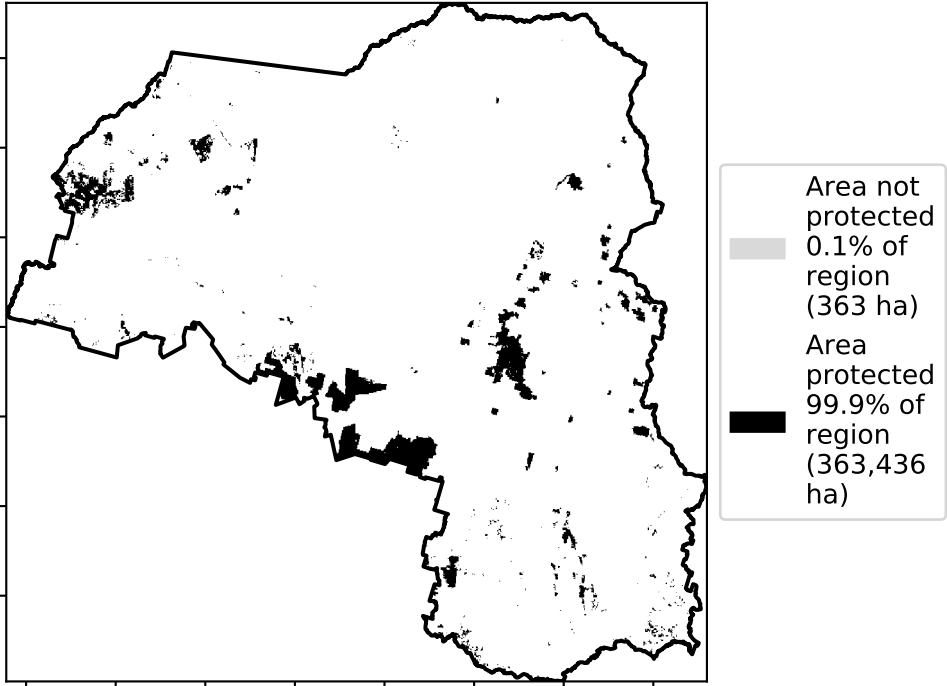 Area not
protected
0.1% of
region
(363 ha)
Area
protected
99.9% of
region
(363,436
ha)